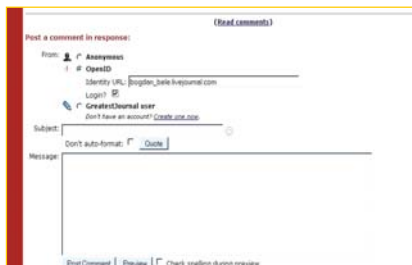 (Read comments)
Post a comment in response:
From: Anonymous
OpenID
Identity URL: bogdan_bele.livejournal.com
Login?
GreatestJournal user
Don't have an account? Create one now.
Subject:
Don't auto-format: Quote
Message:
Post Comment Preview Check spelling during preview